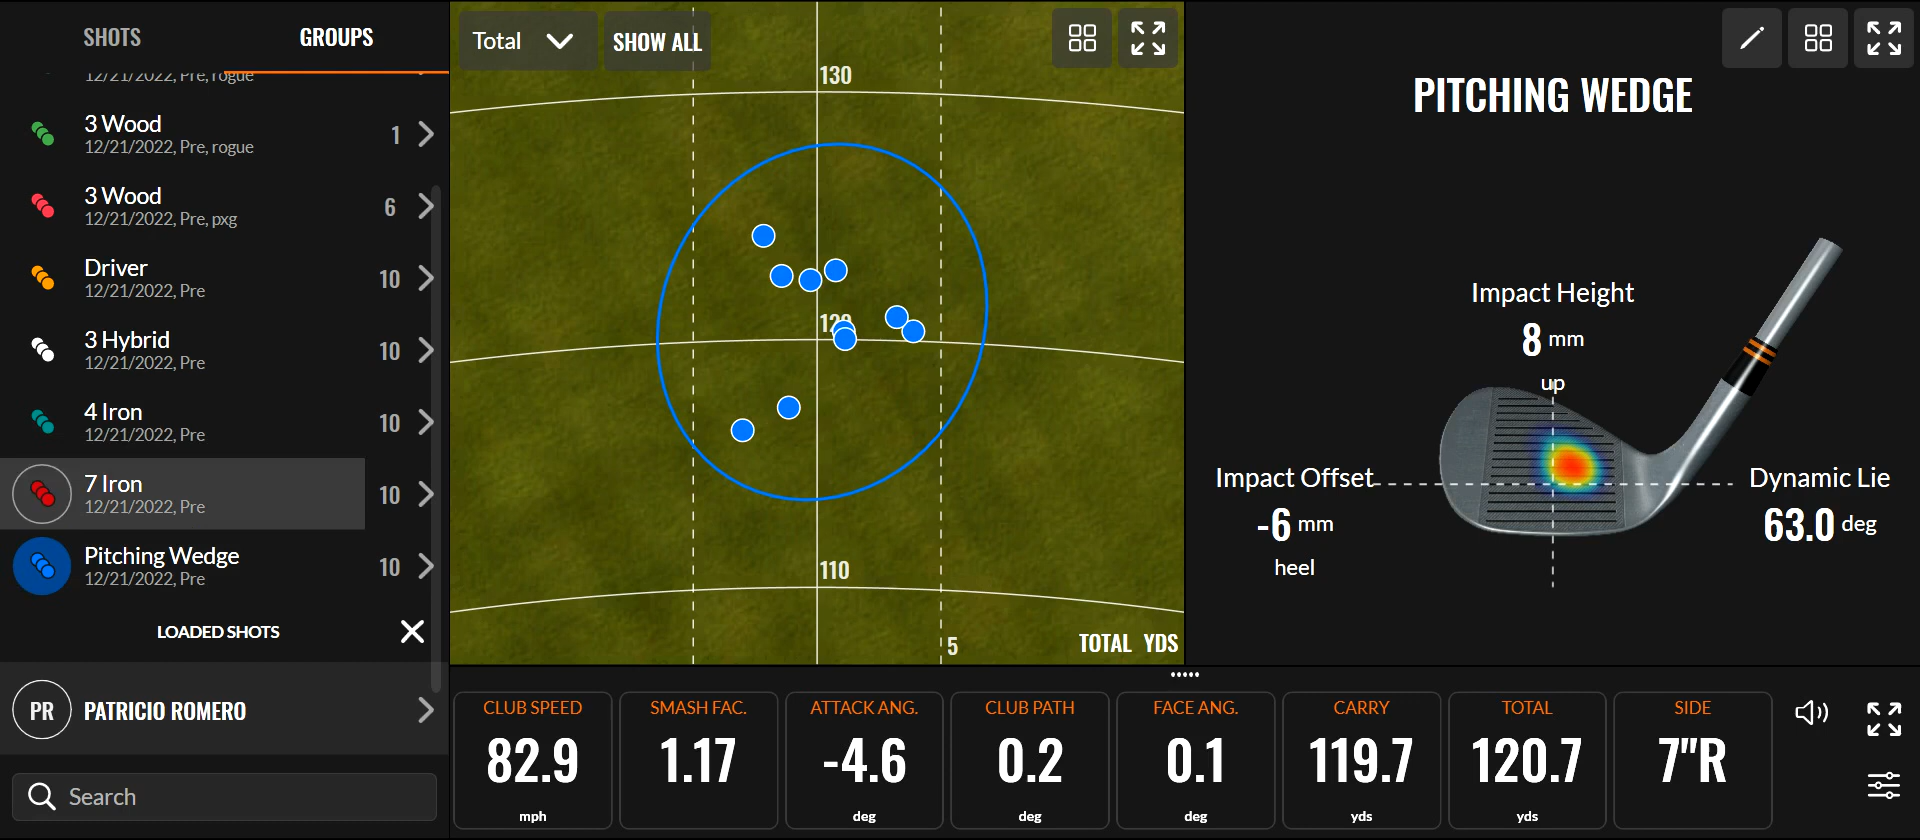 SHOTS
GROUPS
12/21/2022, Pre, rogue
3 Wood
12/21/2022, Pre, rogue
1
3 Wood
12/21/2022, Pre, pxg
6
Driver
12/21/2022, Pre
10
3 Hybrid
12/21/2022, Pre
10
4 Iron
12/21/2022, Pre
10
7 Iron
12/21/2022, Pre
10
Pitching Wedge
12/21/2022, Pre
10
LOADED SHOTS
PR
PATRICIO ROMERO
Search
Total
SHOW ALL
130
120
110
5
TOTAL YDS
PITCHING WEDGE
Impact Height
8 mm
up
Impact Offset
-6 mm
heel
Dynamic Lie
63.0 deg
CLUB SPEED
82.9
mph
SMASH FAC.
1.17
ATTACK ANG.
-4.6
deg
CLUB PATH
0.2
deg
FACE ANG.
0.1
deg
CARRY
119.7
yds
TOTAL
120.7
yds
SIDE
7"R